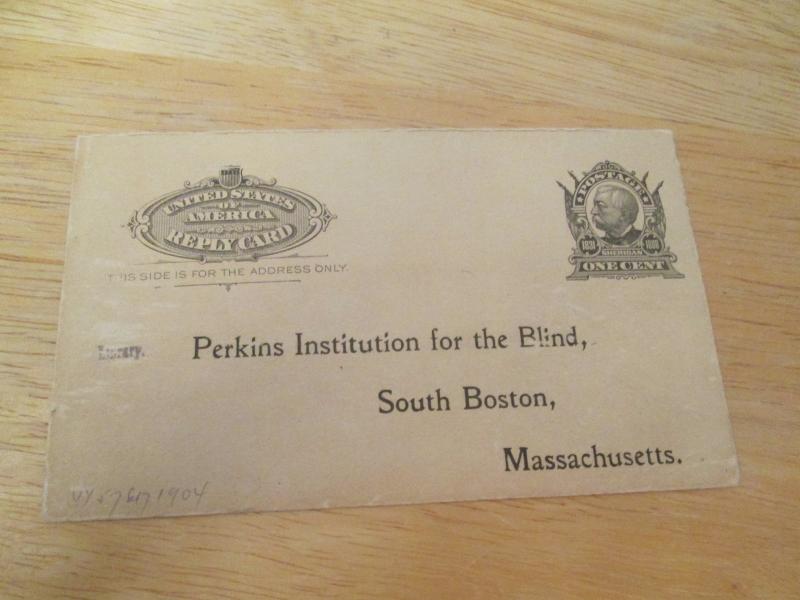 UNITED STATES
OF
AMERICA
REPLY CARD
THIS SIDE IS FOR THE ADDRESS ONLY.
POSTAGE
1831 1888
SHERIDAN
ONE CENT
Library.
Perkins Institution for the Blind,
South Boston,
Massachusetts.
1904